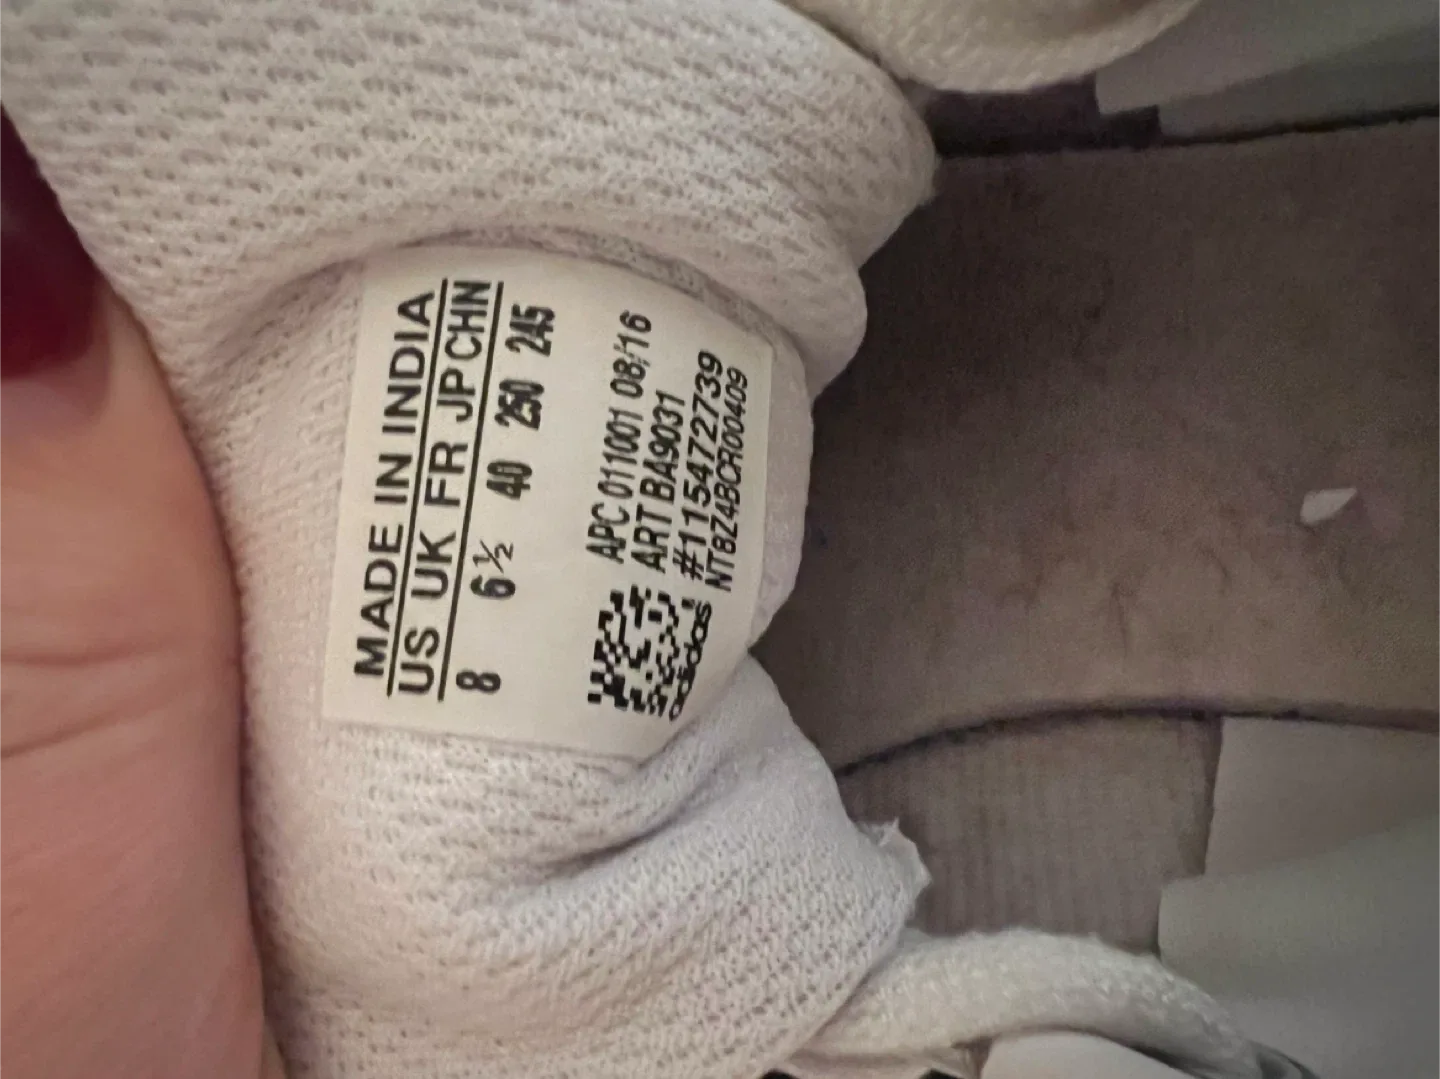 MADE IN INDIA
US UK FR JP CHN
8 6½ 40 250 245
APC 011001 08/16
ART BA9031
#115472739
NTBZ4BCR00409
adidas